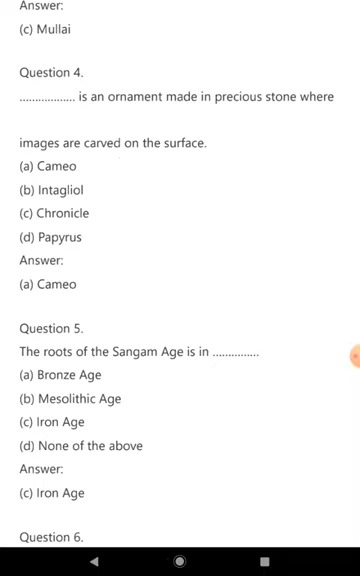 Answer:
(c) Mullai
Question 4.
.................. is an ornament made in precious stone where
images are carved on the surface.
(a) Cameo
(b) Intagliol
(c) Chronicle
(d) Papyrus
Answer:
(a) Cameo
Question 5.
The roots of the Sangam Age is in ...............
(a) Bronze Age
(b) Mesolithic Age
(c) Iron Age
(d) None of the above
Answer:
(c) Iron Age
Question 6.